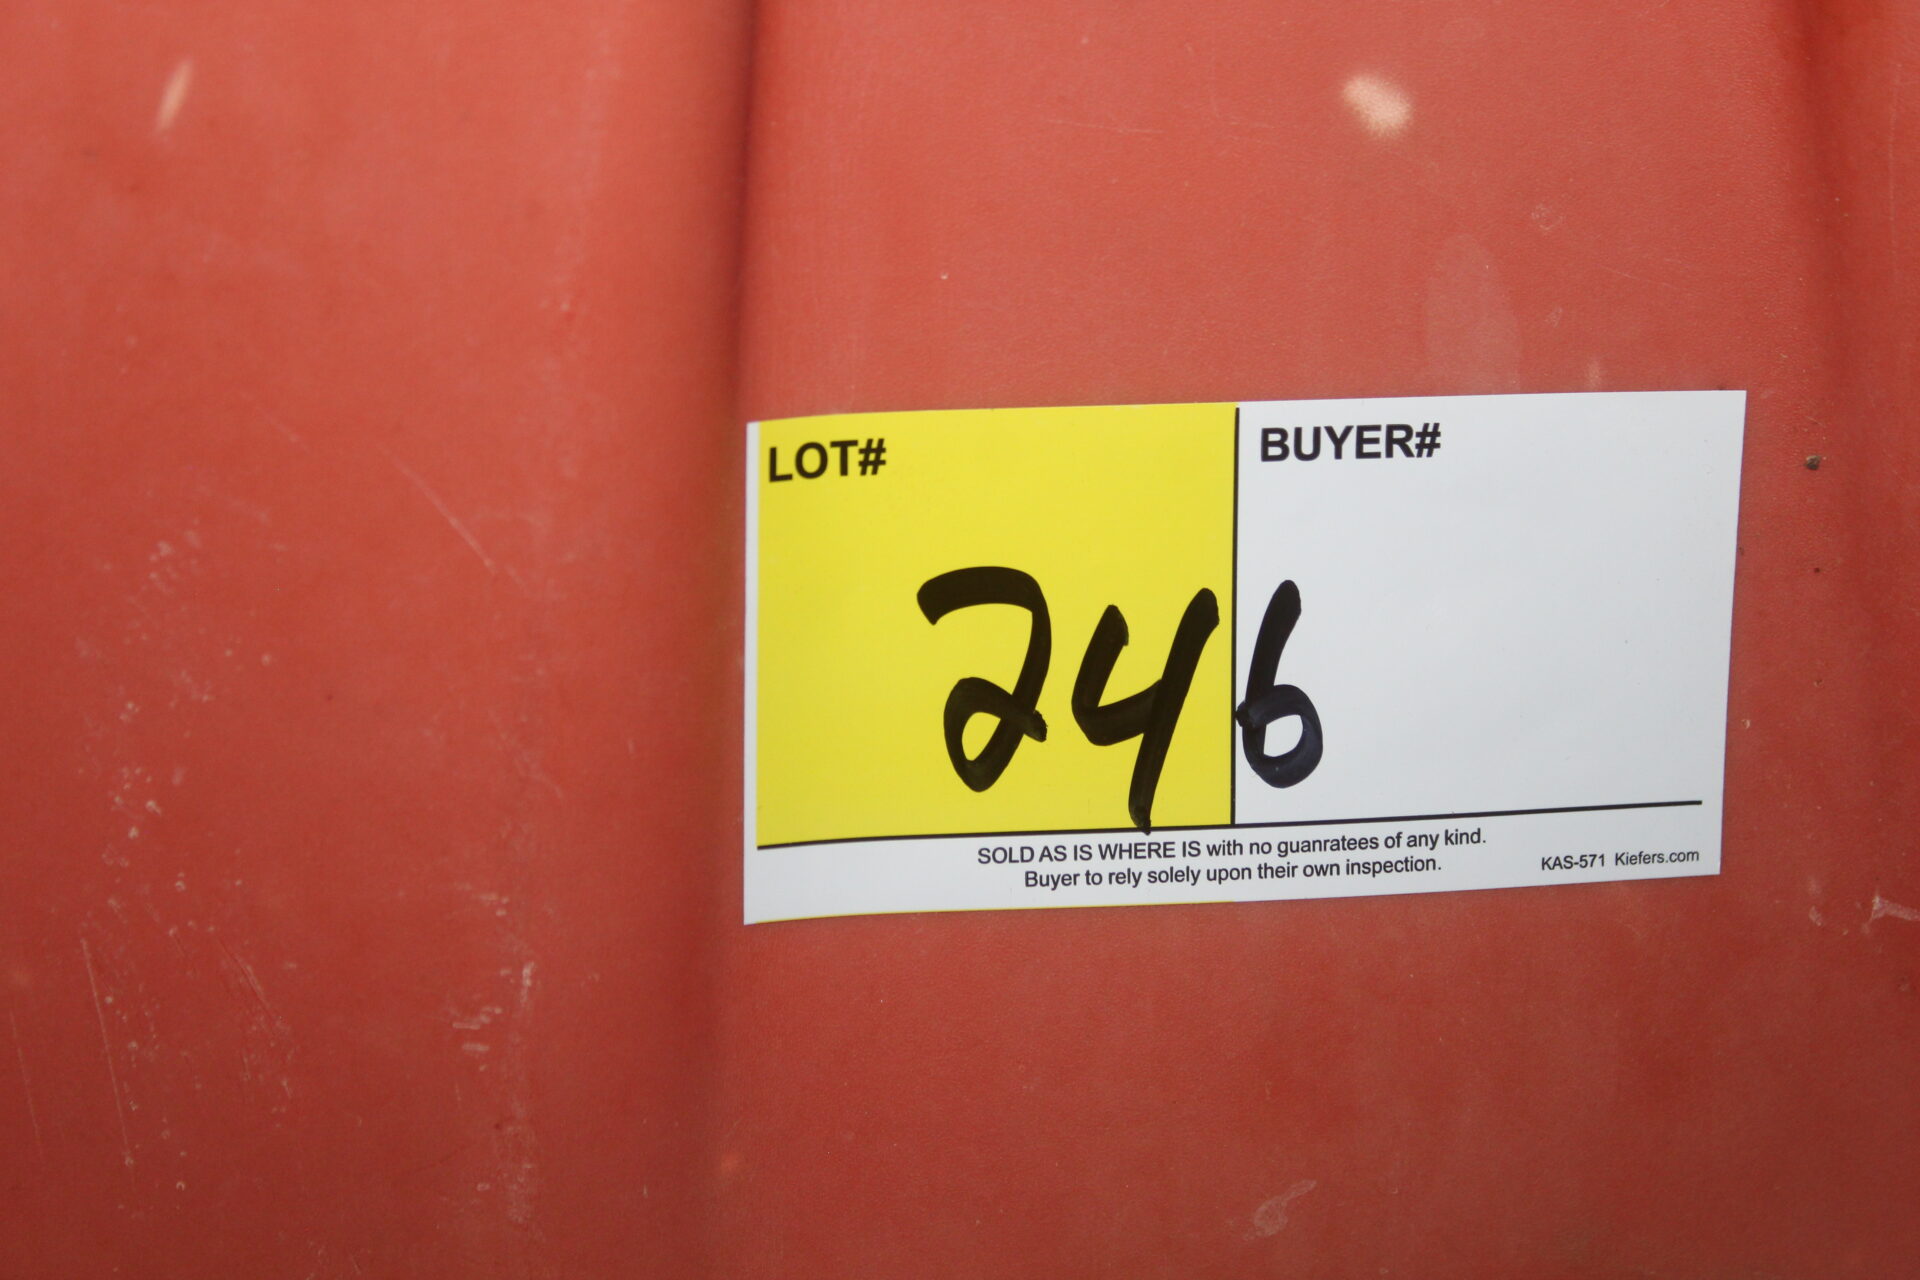 LOT# BUYER#
246
SOLD AS IS WHERE IS with no guanratees of any kind.
Buyer to rely solely upon their own inspection.
KAS-571 Kiefers.com